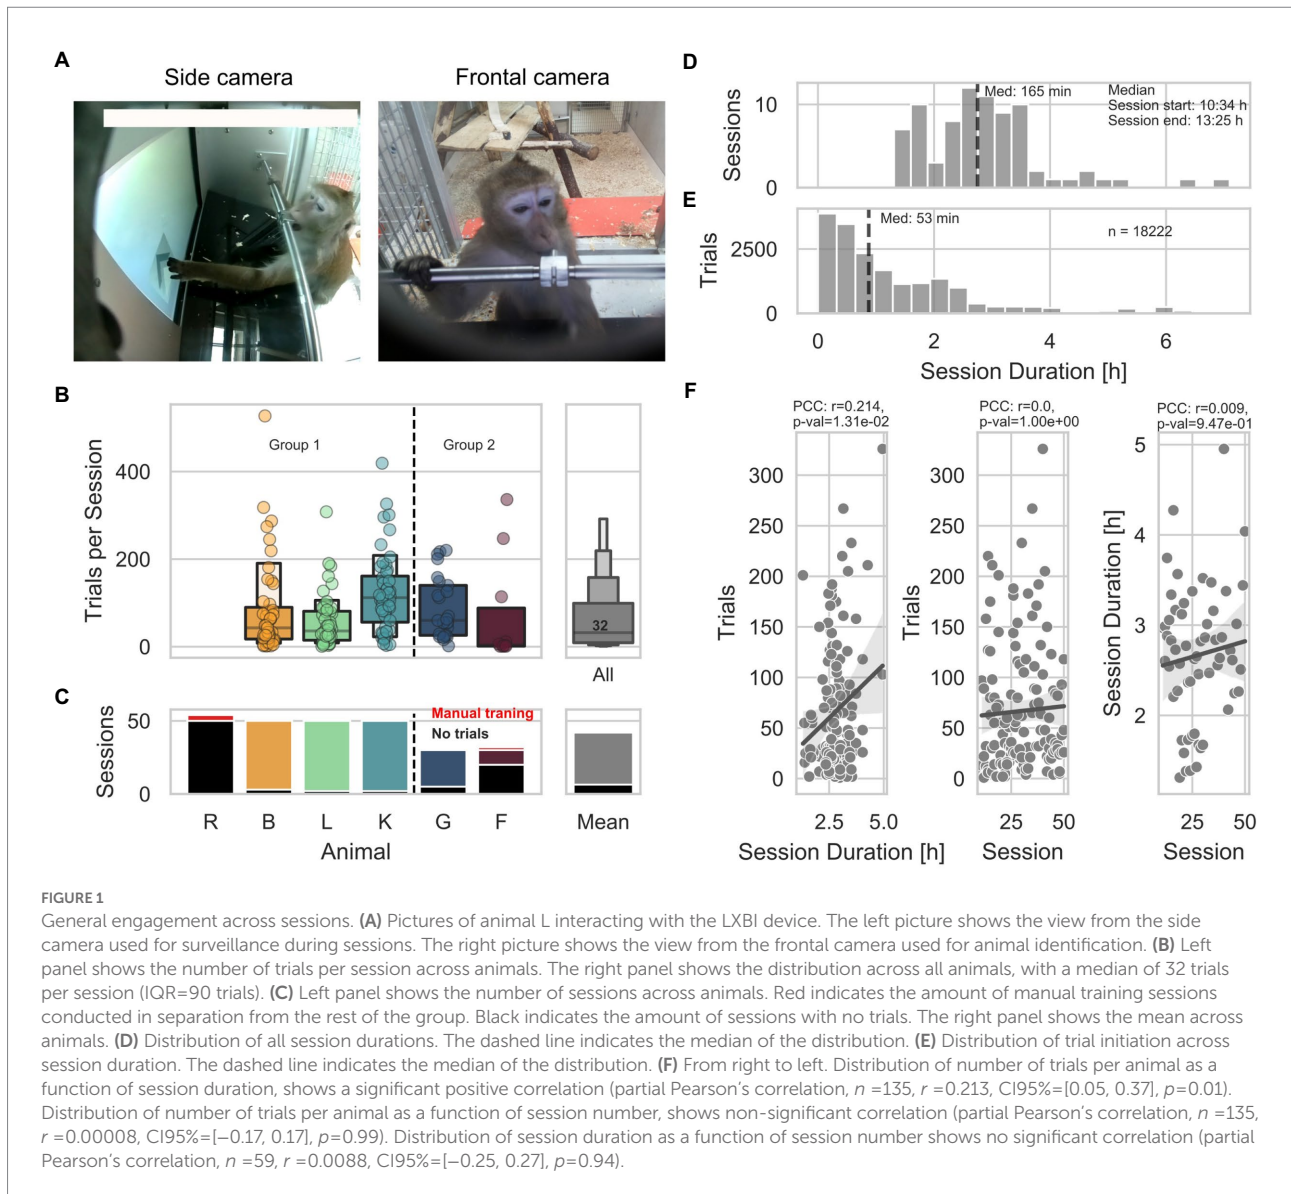 A
Side camera
Frontal camera
B
Trials per Session
400
200
0
Group 1
Group 2
32
All
C
Sessions
50
0
Manual traning
No trials
R
B
L
K
G
F
Mean
Animal
D
Sessions
10
0
Med: 165 min
Median
Session start: 10:34 h
Session end: 13:25 h
E
Trials
2500
0
Med: 53 min
n = 18222
0
2
4
6
Session Duration [h]
F
PCC: r=0.214,
p-val=1.31e-02
Trials
300
250
200
150
100
50
0
2.5
5.0
Session Duration [h]
PCC: r=0.0,
p-val=1.00e+00
Trials
300
250
200
150
100
50
0
25
50
Session
PCC: r=0.009,
p-val=9.47e-01
Session Duration [h]
5
4
3
2
25
50
Session
FIGURE 1
General engagement across sessions. (A) Pictures of animal L interacting with the LXBI device. The left picture shows the view from the side
camera used for surveillance during sessions. The right picture shows the view from the frontal camera used for animal identification. (B) Left
panel shows the number of trials per session across animals. The right panel shows the distribution across all animals, with a median of 32 trials
per session (IQR=90 trials). (C) Left panel shows the number of sessions across animals. Red indicates the amount of manual training sessions
conducted in separation from the rest of the group. Black indicates the amount of sessions with no trials. The right panel shows the mean across
animals. (D) Distribution of all session durations. The dashed line indicates the median of the distribution. (E) Distribution of trial initiation across
session duration. The dashed line indicates the median of the distribution. (F) From right to left. Distribution of number of trials per animal as a
function of session duration, shows a significant positive correlation (partial Pearson's correlation, n =135, r =0.213, CI95%=[0.05, 0.37], p=0.01).
Distribution of number of trials per animal as a function of session number, shows non-significant correlation (partial Pearson's correlation, n =135,
r =0.00008, CI95%=[−0.17, 0.17], p=0.99). Distribution of session duration as a function of session number shows no significant correlation (partial
Pearson's correlation, n =59, r =0.0088, CI95%=[−0.25, 0.27], p=0.94).